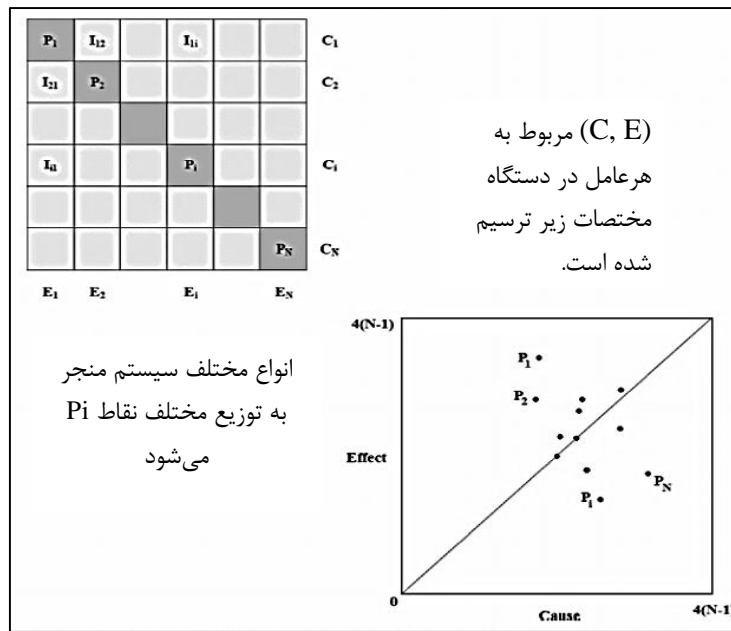 P1 I12 I1i C1
I21 P2 C2
Ii1 Pi Ci
PN CN
E1 E2 Ei EN
(C, E) مربوط به
هرعامل در دستگاه
مختصات زیر ترسیم
شده است.
انواع مختلف سیستم منجر
به توزیع مختلف نقاط Pi
می‌شود
4(N-1)
P1
P2
Effect
PN
Pi
0
Cause
4(N-1)